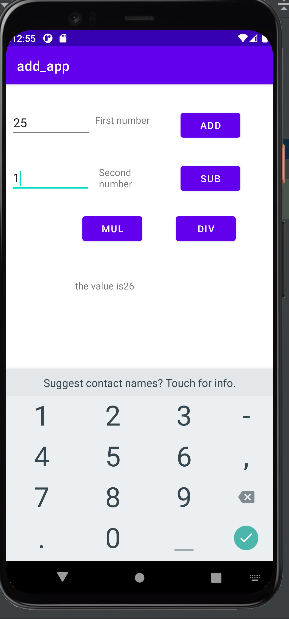 12:55
add_app
25 First number ADD
1 Second number SUB
MUL DIV
the value is26
Suggest contact names? Touch for info.
1 2 3 -
4 5 6 ,
7 8 9
. 0 _